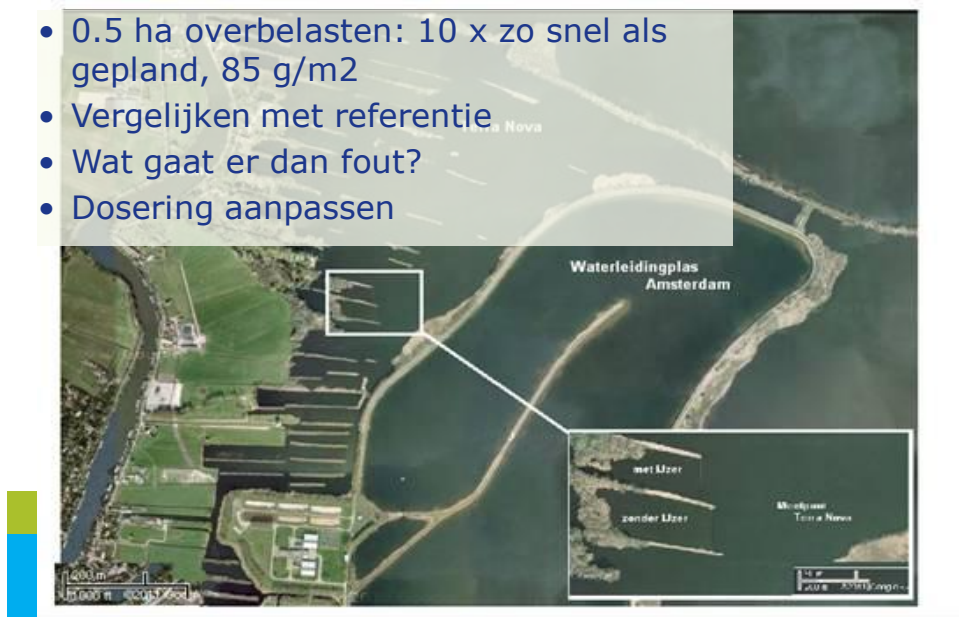 • 0.5 ha overbelasten: 10 x zo snel als
gepland, 85 g/m2
• Vergelijken met referentie
• Wat gaat er dan fout?
• Dosering aanpassen
Terra Nova
Waterleidingplas
Amsterdam
met IJzer
zonder IJzer
Meetpunt
Terra Nova